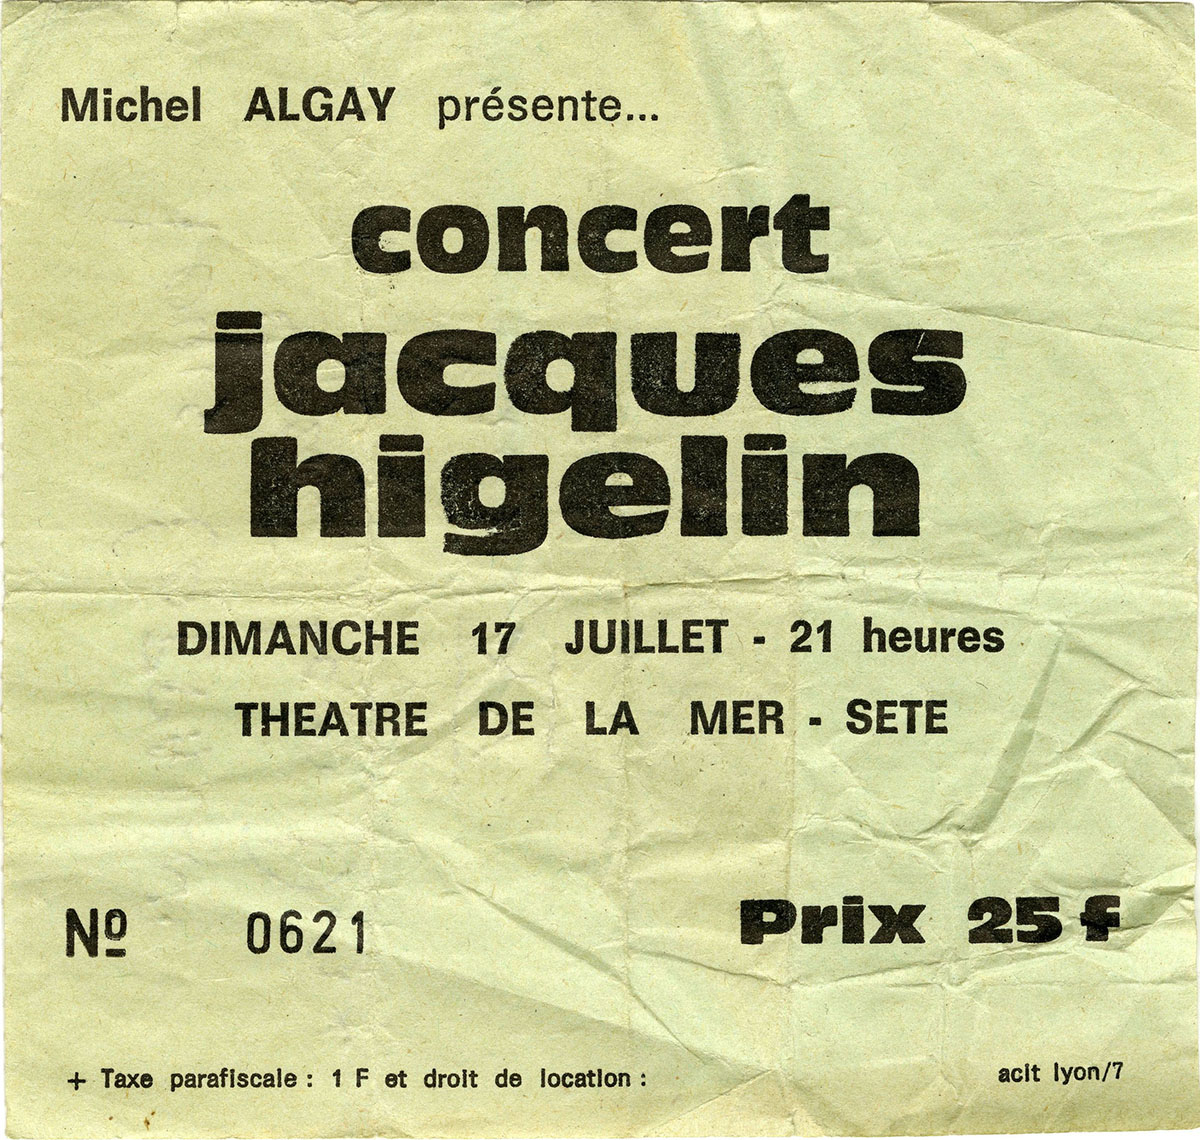 Michel ALGAY présente...
concert
jacques
higelin
DIMANCHE 17 JUILLET - 21 heures
THEATRE DE LA MER - SETE
Nº 0621
Prix 25 f
+ Taxe parafiscale : 1 F et droit de location :
acit lyon/7